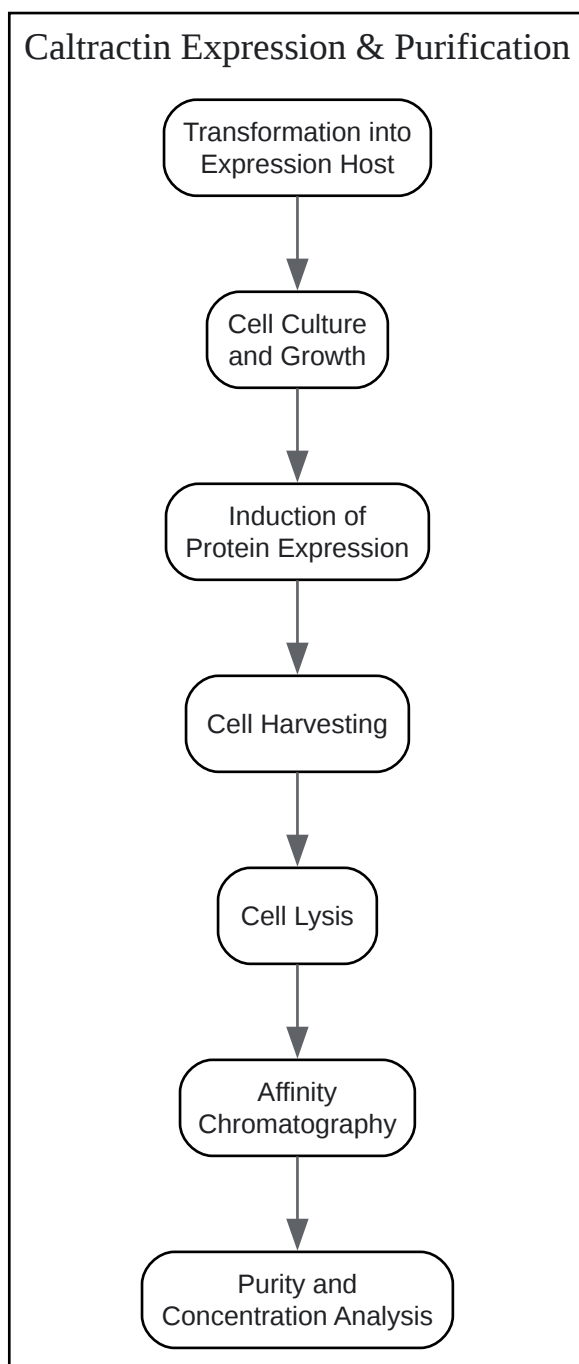 Caltractin Expression & Purification
Transformation into
Expression Host
Cell Culture
and Growth
Induction of
Protein Expression
Cell Harvesting
Cell Lysis
Affinity
Chromatography
Purity and
Concentration Analysis